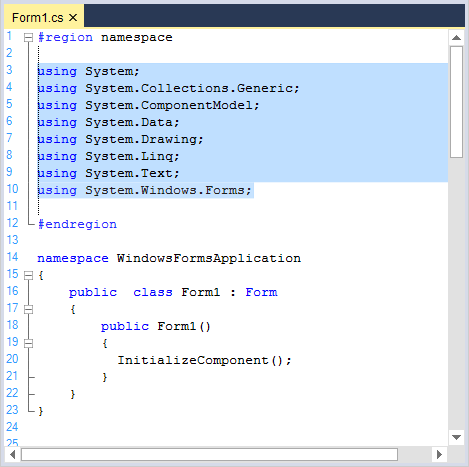 Form1.cs ×
1 #region namespace
2
3 using System;
4 using System.Collections.Generic;
5 using System.ComponentModel;
6 using System.Data;
7 using System.Drawing;
8 using System.Linq;
9 using System.Text;
10 using System.Windows.Forms;
11
12 #endregion
13
14 namespace WindowsFormsApplication
15 {
16 public  class Form1 : Form
17 {
18 public Form1()
19 {
20 InitializeComponent();
21 }
22 }
23 }
24
25